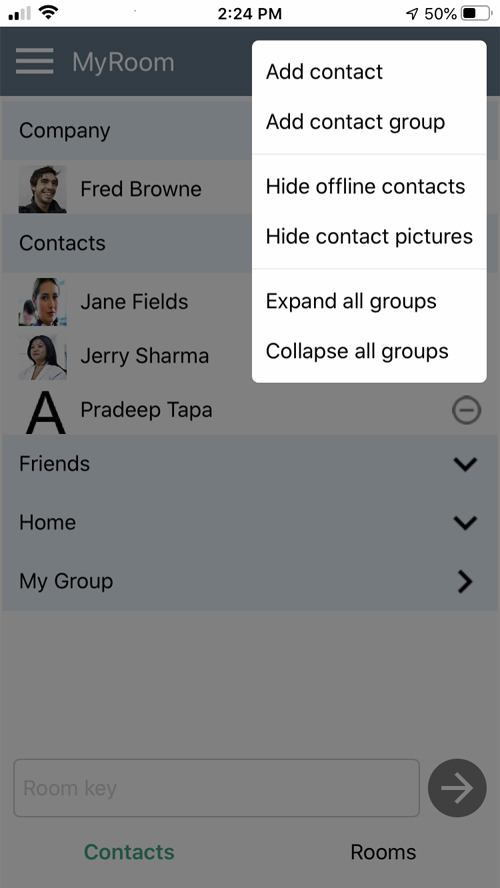 2:24 PM
50%
MyRoom
Add contact
Add contact group
Hide offline contacts
Hide contact pictures
Expand all groups
Collapse all groups
Company
Fred Browne
Contacts
Jane Fields
Jerry Sharma
A
Pradeep Tapa
Friends
Home
My Group
Room key
Contacts
Rooms